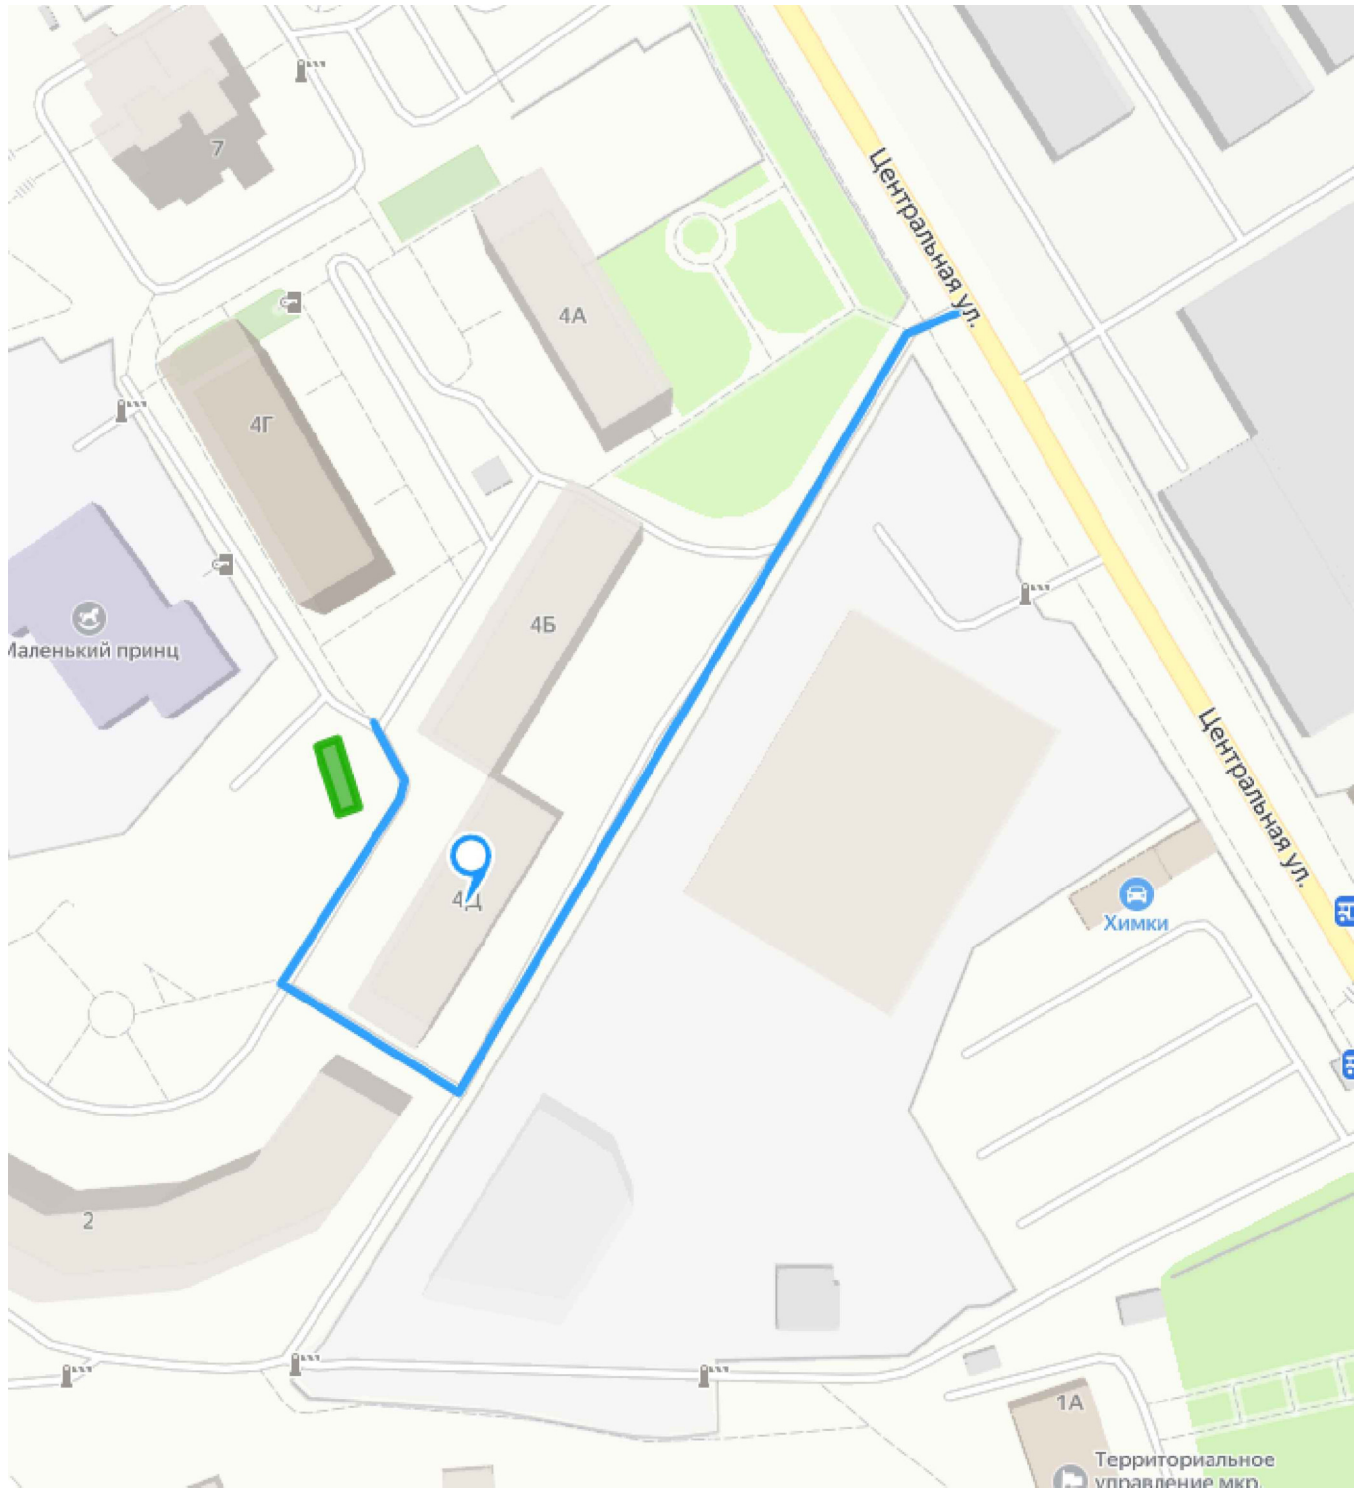 7
Центральная ул.
4А
4Г
4Б
Маленький принц
Центральная ул.
4Д
Химки
2
1А
Территориальное
управление мкр.